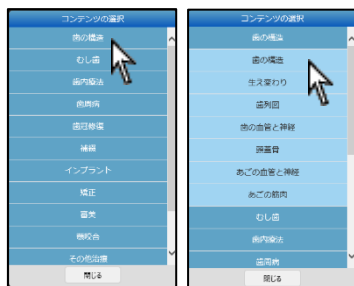 コンテンツの選択
歯の構造
むし歯
歯内療法
歯周病
歯冠修復
補綴
インプラント
矯正
審美
顎咬合
その他治療
閉じる
コンテンツの選択
歯の構造
歯の構造
生え変わり
歯列図
歯の血管と神経
頭蓋骨
あごの血管と神経
あごの筋肉
むし歯
歯内療法
歯周病
閉じる